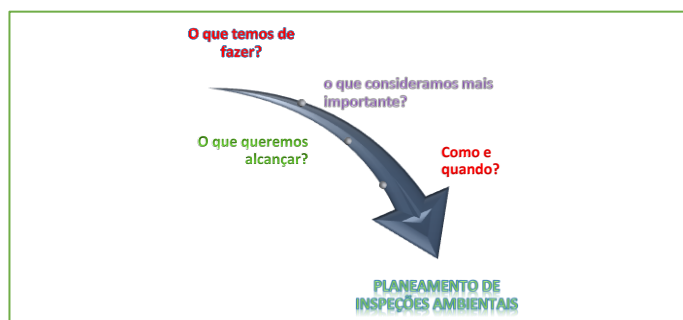 O que temos de
fazer?
o que consideramos mais
importante?
O que queremos
alcançar?
Como e
quando?
PLANEAMENTO DE
INSPEÇÕES AMBIENTAIS